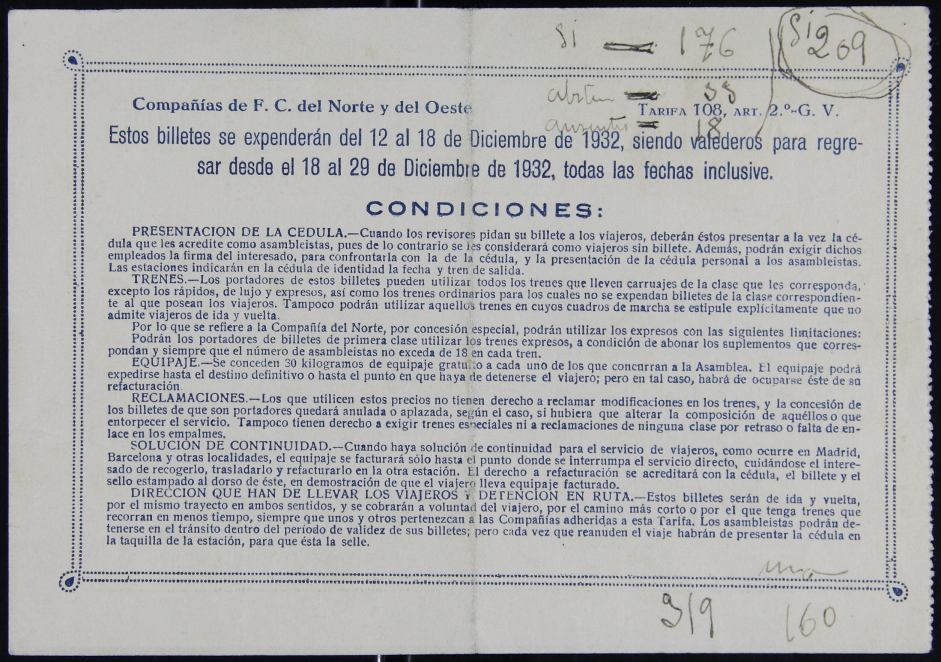 Si — 176
Si 209
absten — 33
ausentes — 18
Compañías de F. C. del Norte y del Oeste
TARIFA 108, ART. 2.º-G. V.
Estos billetes se expenderán del 12 al 18 de Diciembre de 1932, siendo valederos para regre-
sar desde el 18 al 29 de Diciembre de 1932, todas las fechas inclusive.
CONDICIONES:
PRESENTACION DE LA CEDULA.—Cuando los revisores pidan su billete a los viajeros, deberán éstos presentar a la vez la cé-
dula que les acredite como asambleistas, pues de lo contrario se les considerará como viajeros sin billete. Además, podrán exigir dichos
empleados la firma del interesado, para confrontarla con la de la cédula, y la presentación de la cédula personal a los asambleistas.
Las estaciones indicarán en la cédula de identidad la fecha y tren de salida.
TRENES.—Los portadores de estos billetes pueden utilizar todos los trenes que lleven carruajes de la clase que les corresponda,
excepto los rápidos, de lujo y expresos, así como los trenes ordinarios para los cuales no se expendan billetes de la clase correspondien-
te al que posean los viajeros. Tampoco podrán utilizar aquellos trenes en cuyos cuadros de marcha se estipule explícitamente que no
admite viajeros de ida y vuelta.
Por lo que se refiere a la Compañía del Norte, por concesión especial, podrán utilizar los expresos con las signientes limitaciones:
Podrán los portadores de billetes de primera clase utilizar los trenes expresos, a condición de abonar los suplementos que corres-
pondan y siempre que el número de asambleistas no exceda de 18 en cada tren.
EQUIPAJE.—Se conceden 30 kilogramos de equipaje gratuito a cada uno de los que concurran a la Asamblea. El equipaje podrá
expedirse hasta el destino definitivo o hasta el punto en que haya de detenerse el viajero; pero en tal caso, habrá de ocuparse éste de su
refacturación
RECLAMACIONES.—Los que utilicen estos precios no tienen derecho a reclamar modificaciones en los trenes, y la concesión de
los billetes de que son portadores quedará anulada o aplazada, según el caso, si hubiera que alterar la composición de aquéllos o que
entorpecer el servicio. Tampoco tienen derecho a exigir trenes especiales ni a reclamaciones de ninguna clase por retraso o falta de en-
lace en los empalmes.
SOLUCIÓN DE CONTINUIDAD.—Cuando haya solución de continuidad para el servicio de viajeros, como ocurre en Madrid,
Barcelona y otras localidades, el equipaje se facturará sólo hasta el punto donde se interrumpa el servicio directo, cuidándose el intere-
sado de recogerlo, trasladarlo y refacturarlo en la otra estación. El derecho a refacturación se acreditará con la cédula, el billete y el
sello estampado al dorso de éste, en demostración de que el viajero lleva equipaje facturado.
DIRECCION QUE HAN DE LLEVAR LOS VIAJEROS Y DETENCION EN RUTA.—Estos billetes serán de ida y vuelta,
por el mismo trayecto en ambos sentidos, y se cobrarán a voluntad del viajero, por el camino más corto o por el que tenga trenes que
recorran en menos tiempo, siempre que unos y otros pertenezcan a las Compañías adheridas a esta Tarifa. Los asambleistas podrán de-
tenerse en el tránsito dentro del período de validez de sus billetes; pero cada vez que reanuden el viaje habrán de presentar la cédula en
la taquilla de la estación, para que ésta la selle.
319
160